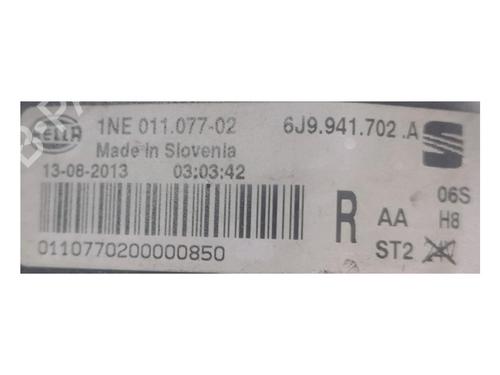 HELLA 1NE 011.077-02 6J9.941.702.A
Made in Slovenia
13-08-2013 03:03:42
06S
R AA H8
0110770200000850
ST2